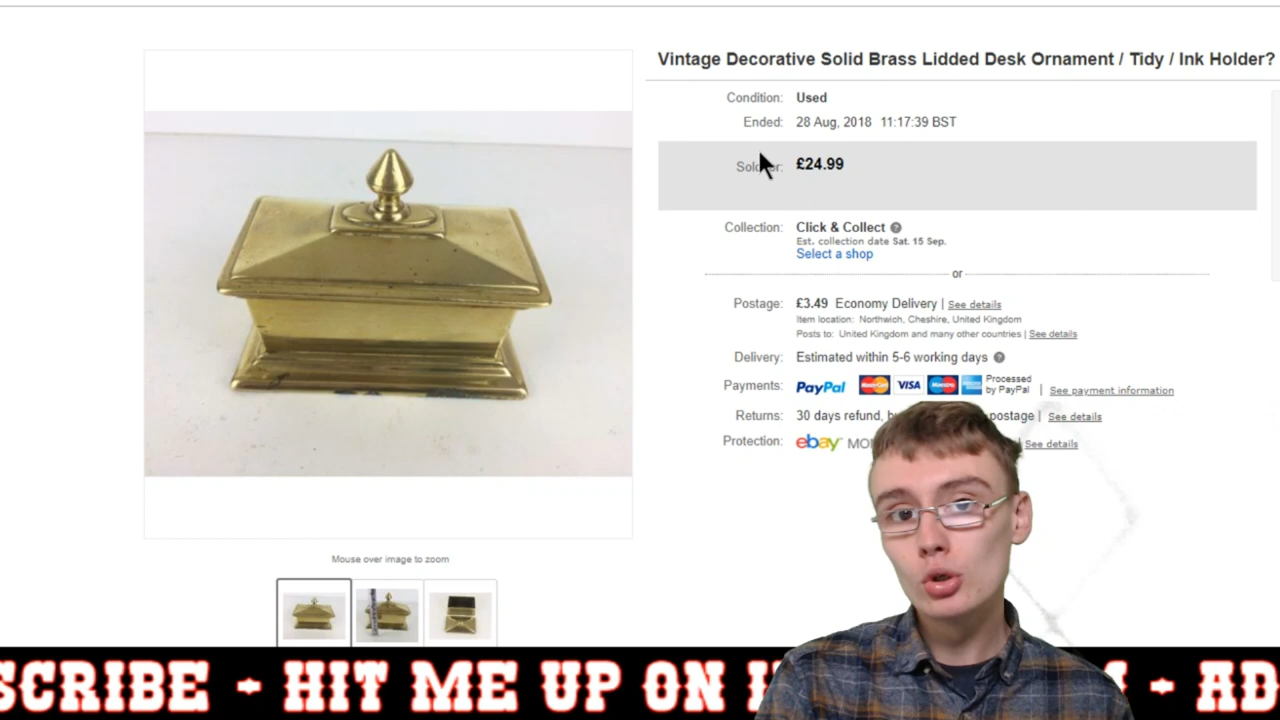 Vintage Decorative Solid Brass Lidded Desk Ornament / Tidy / Ink Holder?
Condition: Used
Ended: 28 Aug, 2018 11:17:39 BST
£24.99
Collection: Click & Collect
Est. collection date Sat. 15 Sep.
Select a shop
or
Postage: £3.49 Economy Delivery | See details
Item location: Northwich, Cheshire, United Kingdom
Posts to: United Kingdom and many other countries | See details
Delivery: Estimated within 5-6 working days
Payments: PayPal MasterCard VISA Maestro Processed by PayPal | See payment information
Returns: 30 days refund, postage | See details
Protection: ebay See details
Mouse over image to zoom
- HIT ME UP ON - AD